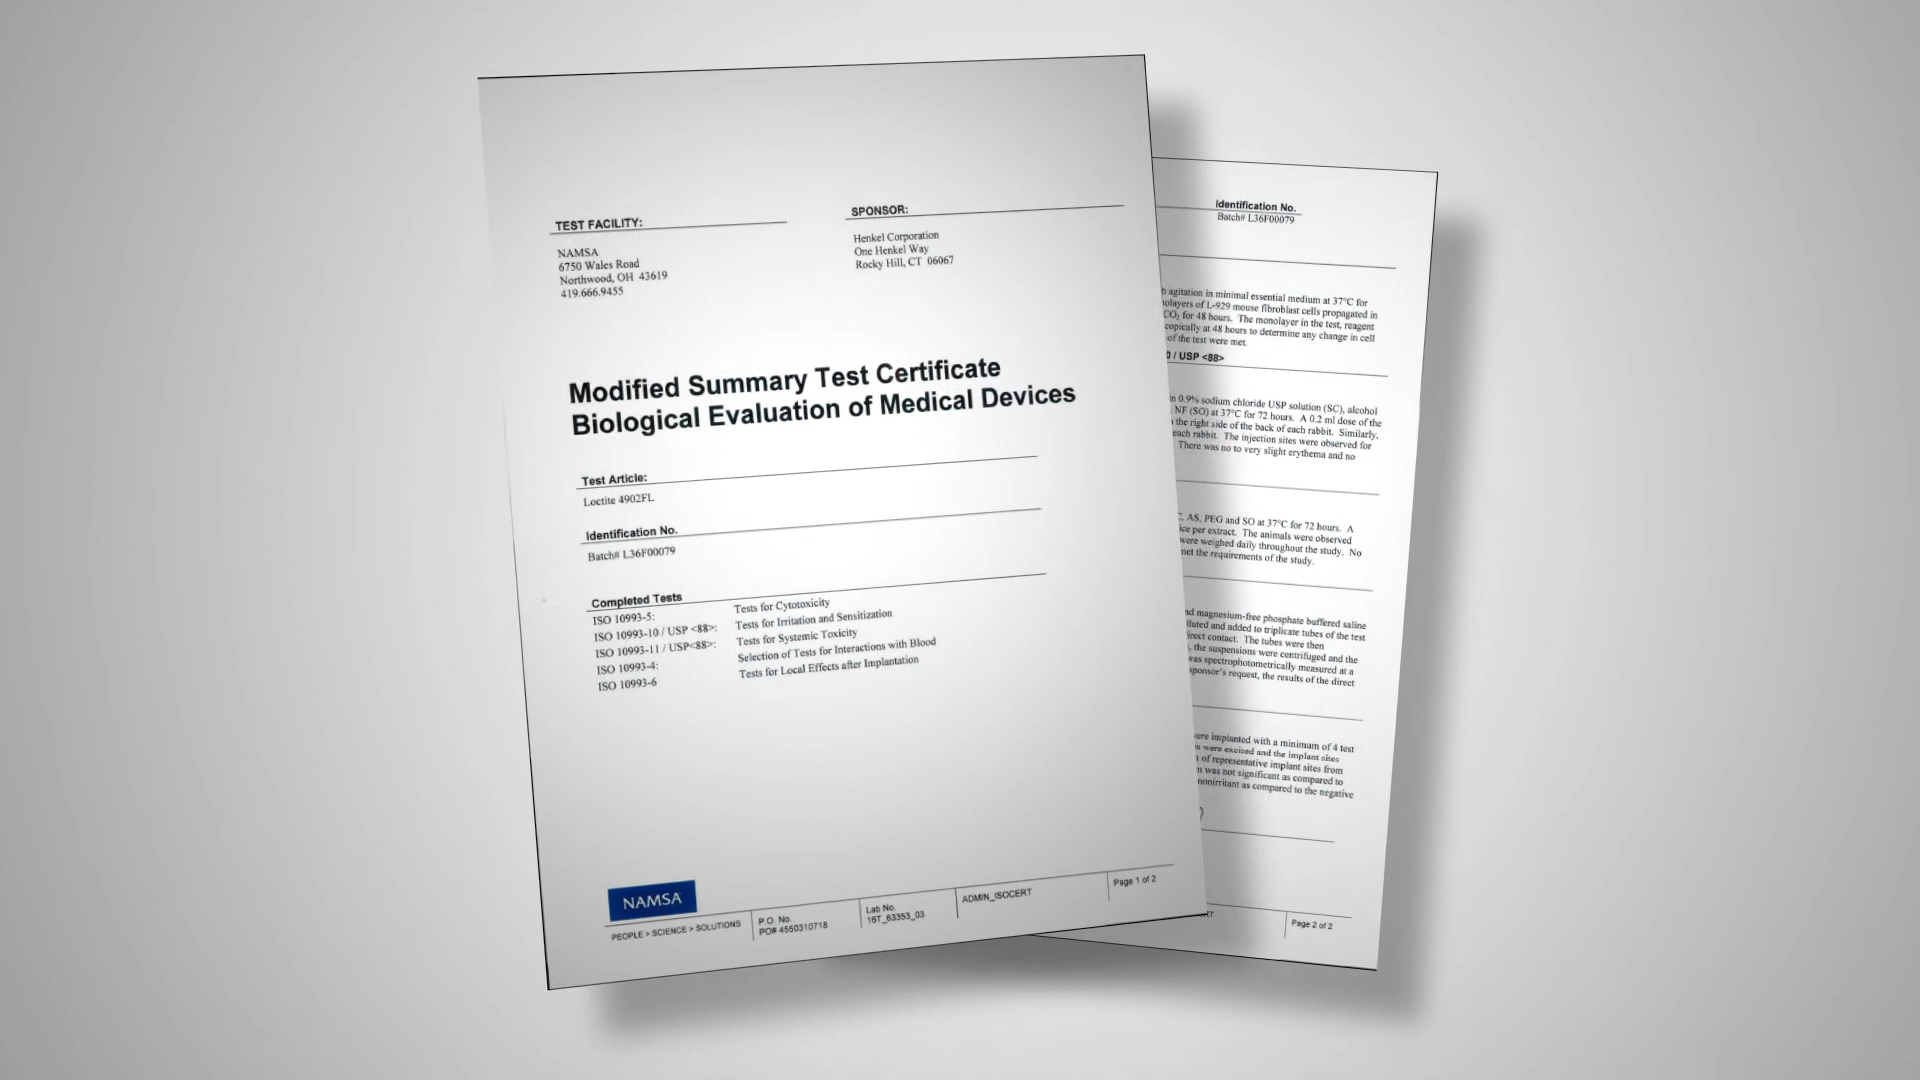 TEST FACILITY:
NAMSA
6750 Wales Road
Northwood, OH 43619
419.666.9455
SPONSOR:
Henkel Corporation
One Henkel Way
Rocky Hill, CT 06067
Modified Summary Test Certificate
Biological Evaluation of Medical Devices
Test Article:
Loctite 4902FL
Identification No.
Batch# L36F00079
Completed Tests
ISO 10993-5: Tests for Cytotoxicity
ISO 10993-10 / USP <88>: Tests for Irritation and Sensitization
ISO 10993-11 / USP<88>: Tests for Systemic Toxicity
ISO 10993-4: Selection of Tests for Interactions with Blood
ISO 10993-6 Tests for Local Effects after Implantation
NAMSA
PEOPLE > SCIENCE > SOLUTIONS
P.O. No.
PO# 4550310718
Lab No.
16T_63353_03
ADMIN_ISOCERT
Page 1 of 2
Identification No.
Batch# L36F00079
agitation in minimal essential medium at 37°C for
of L-929 mouse fibroblast cells propagated in
CO₂ for 48 hours. The monolayer in the test, reagent
at 48 hours to determine any change in cell
of the test were met.
/ USP <88>
in 0.9% sodium chloride USP solution (SC), alcohol
NF (SO) at 37°C for 72 hours. A 0.2 ml dose of the
the right side of the back of each rabbit. Similarly,
each rabbit. The injection sites were observed for
There was no to very slight erythema and no
AS, PEG and SO at 37°C for 72 hours. A
per extract. The animals were observed
were weighed daily throughout the study. No
met the requirements of the study.
magnesium-free phosphate buffered saline
and added to triplicate tubes of the test
contact. The tubes were then
the suspensions were centrifuged and the
was spectrophotometrically measured at a
sponsor's request, the results of the direct
were implanted with a minimum of 4 test
were excised and the implant sites
of representative implant sites from
was not significant as compared to
nonirritant as compared to the negative
Page 2 of 2